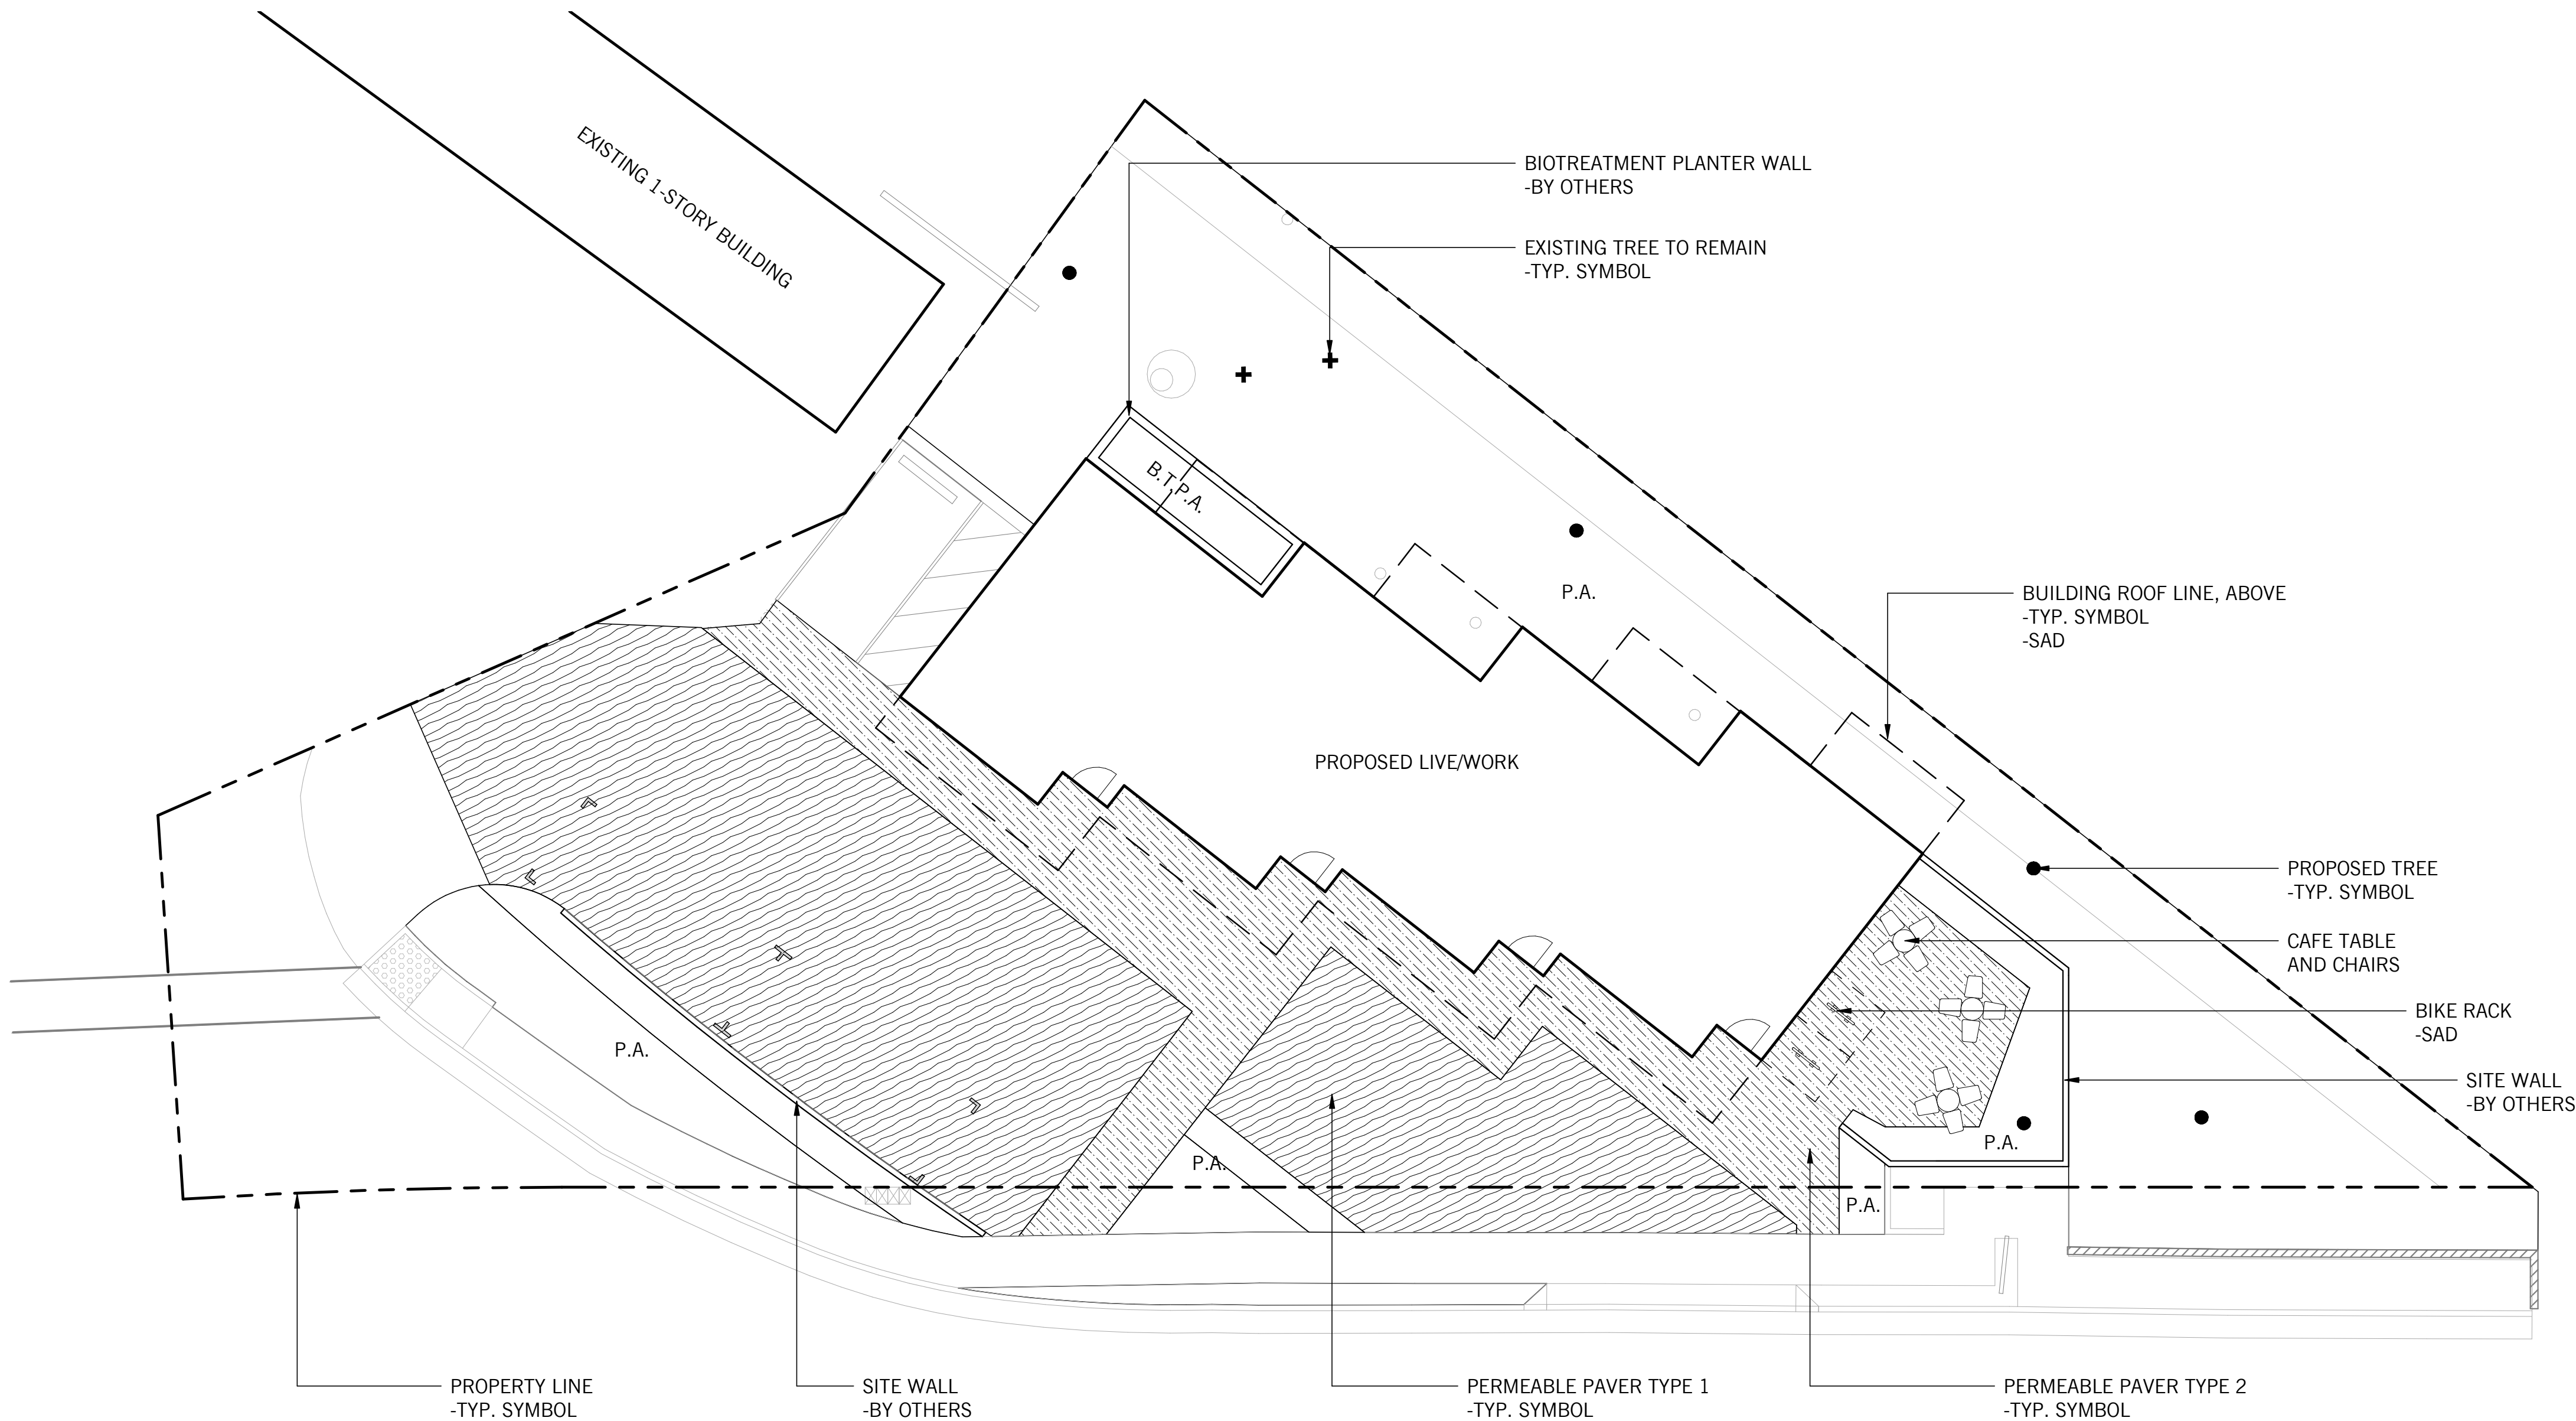 EXISTING 1-STORY BUILDING
BIOTREATMENT PLANTER WALL
-BY OTHERS
EXISTING TREE TO REMAIN
-TYP. SYMBOL
B.T.P.A.
P.A.
BUILDING ROOF LINE, ABOVE
-TYP. SYMBOL
-SAD
PROPOSED LIVE/WORK
PROPOSED TREE
-TYP. SYMBOL
CAFE TABLE
AND CHAIRS
BIKE RACK
-SAD
P.A.
SITE WALL
-BY OTHERS
P.A.
P.A.
P.A.
PROPERTY LINE
-TYP. SYMBOL
SITE WALL
-BY OTHERS
PERMEABLE PAVER TYPE 1
-TYP. SYMBOL
PERMEABLE PAVER TYPE 2
-TYP. SYMBOL